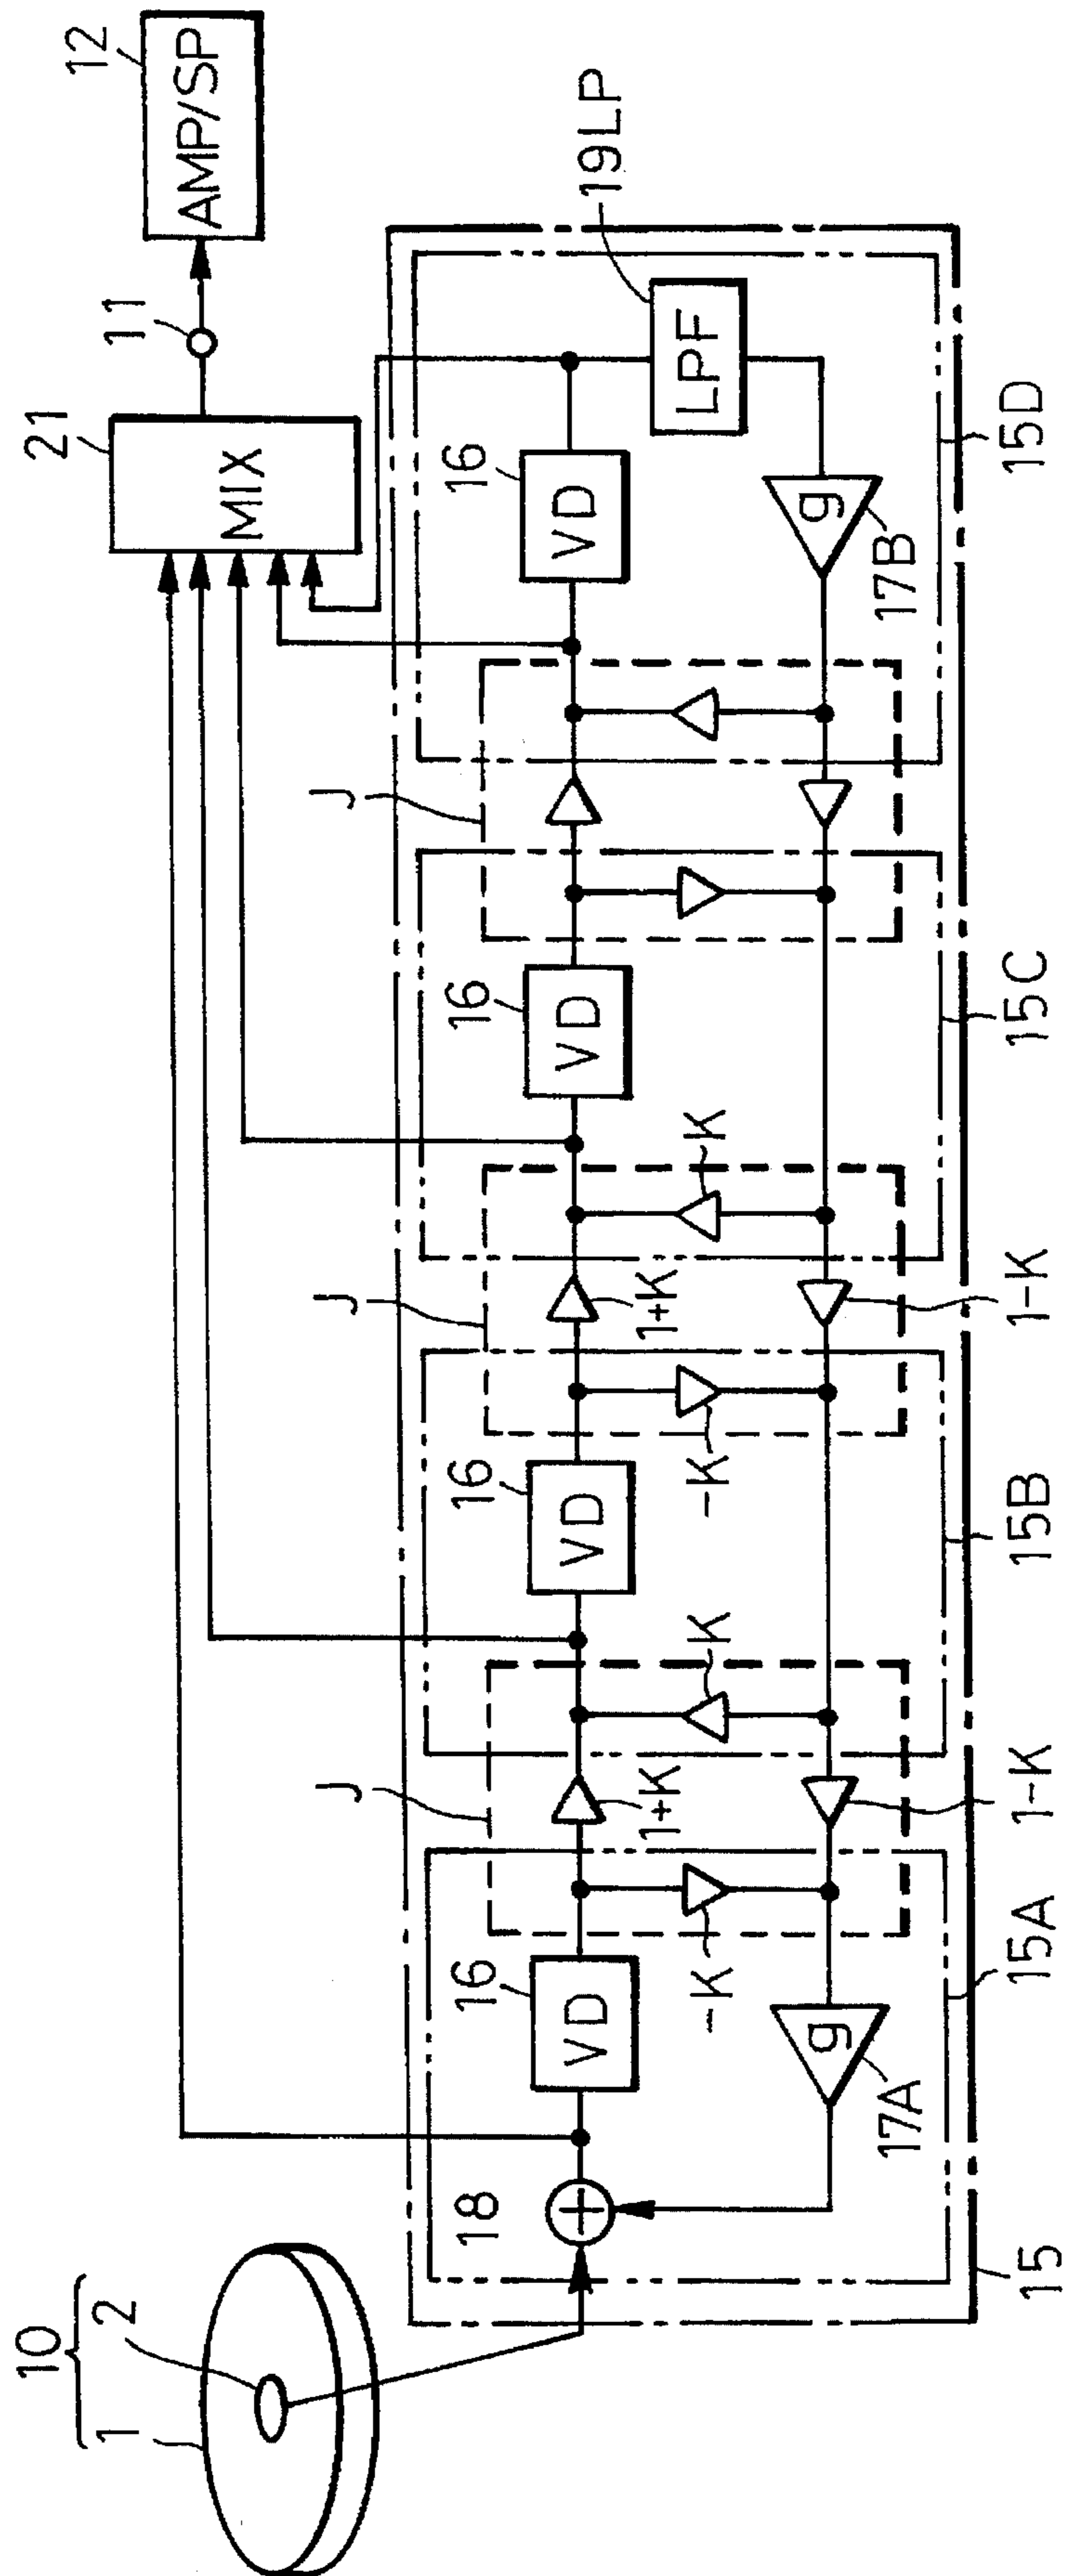 10
1
2
18
VD
16
-K
1+K
K
J
VD
16
-K
1+K
K
J
VD
16
J
VD
16
21
MIX
11
12
AMP/SP
19LP
LPF
g
17A
15A
1-K
15B
1-K
15C
g
17B
15D
15